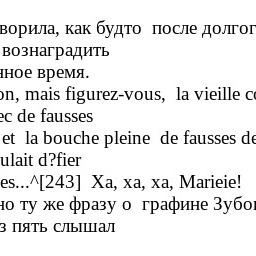 ворила, как будто после долгог
вознаградить
нное время.
on, mais figurez-vous, la vieille c
ec de fausses
et la bouche pleine de fausses de
ulait d?fier
es...^[243] Ха, ха, ха, Marieie!
но ту же фразу о графине Зубо
з пять слышал